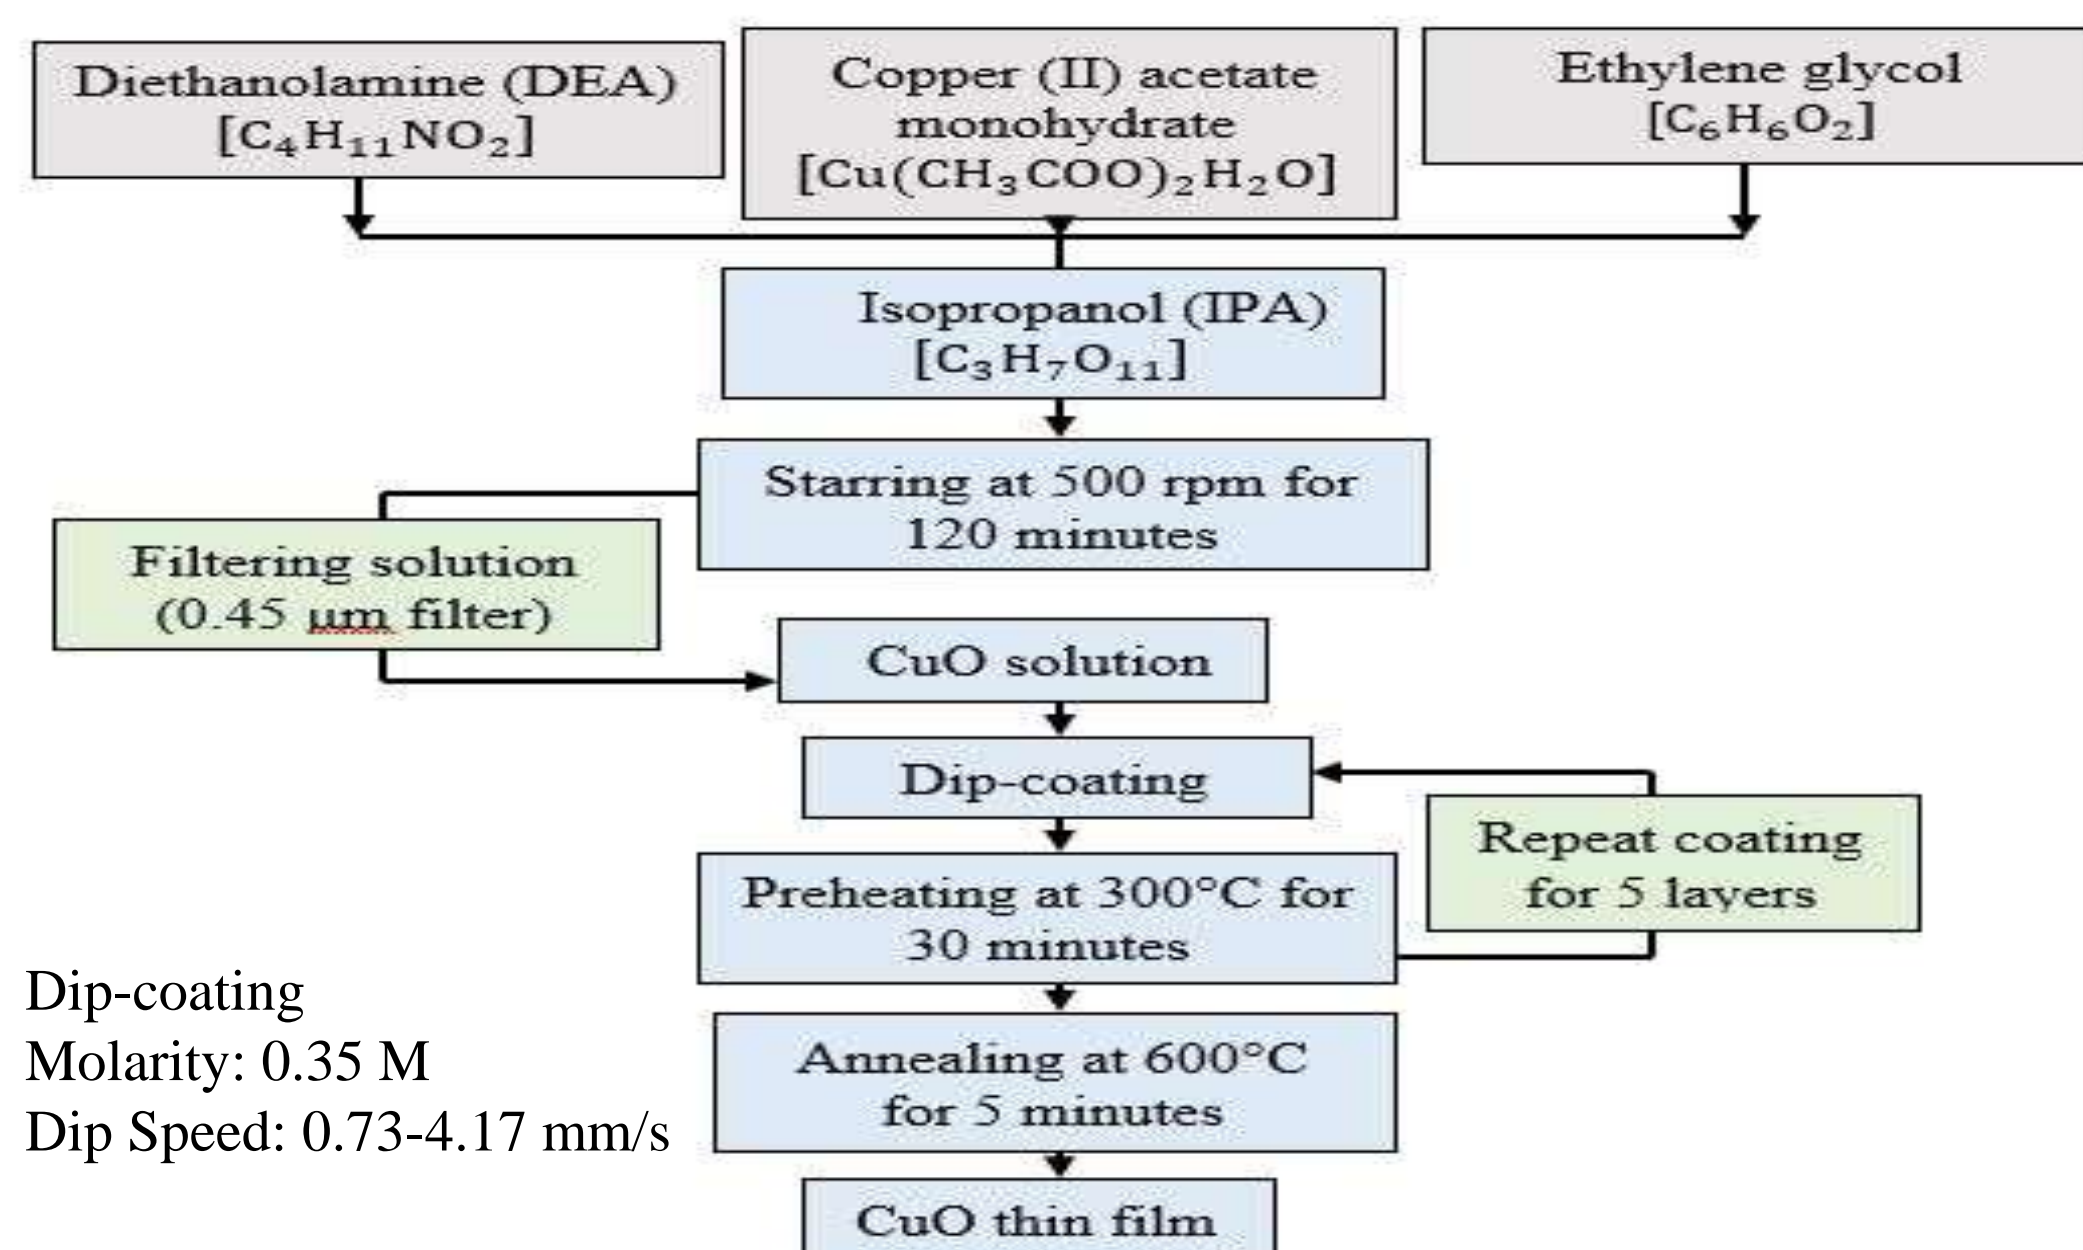 Diethanolamine (DEA)
[C₄H₁₁NO₂]
Copper (II) acetate
monohydrate
[Cu(CH₃COO)₂H₂O]
Ethylene glycol
[C₆H₆O₂]
Isopropanol (IPA)
[C₃H₇O₁₁]
Starring at 500 rpm for
120 minutes
Filtering solution
(0.45 µm filter)
CuO solution
Dip-coating
Repeat coating
for 5 layers
Preheating at 300°C for
30 minutes
Annealing at 600°C
for 5 minutes
CuO thin film
Dip-coating
Molarity: 0.35 M
Dip Speed: 0.73-4.17 mm/s